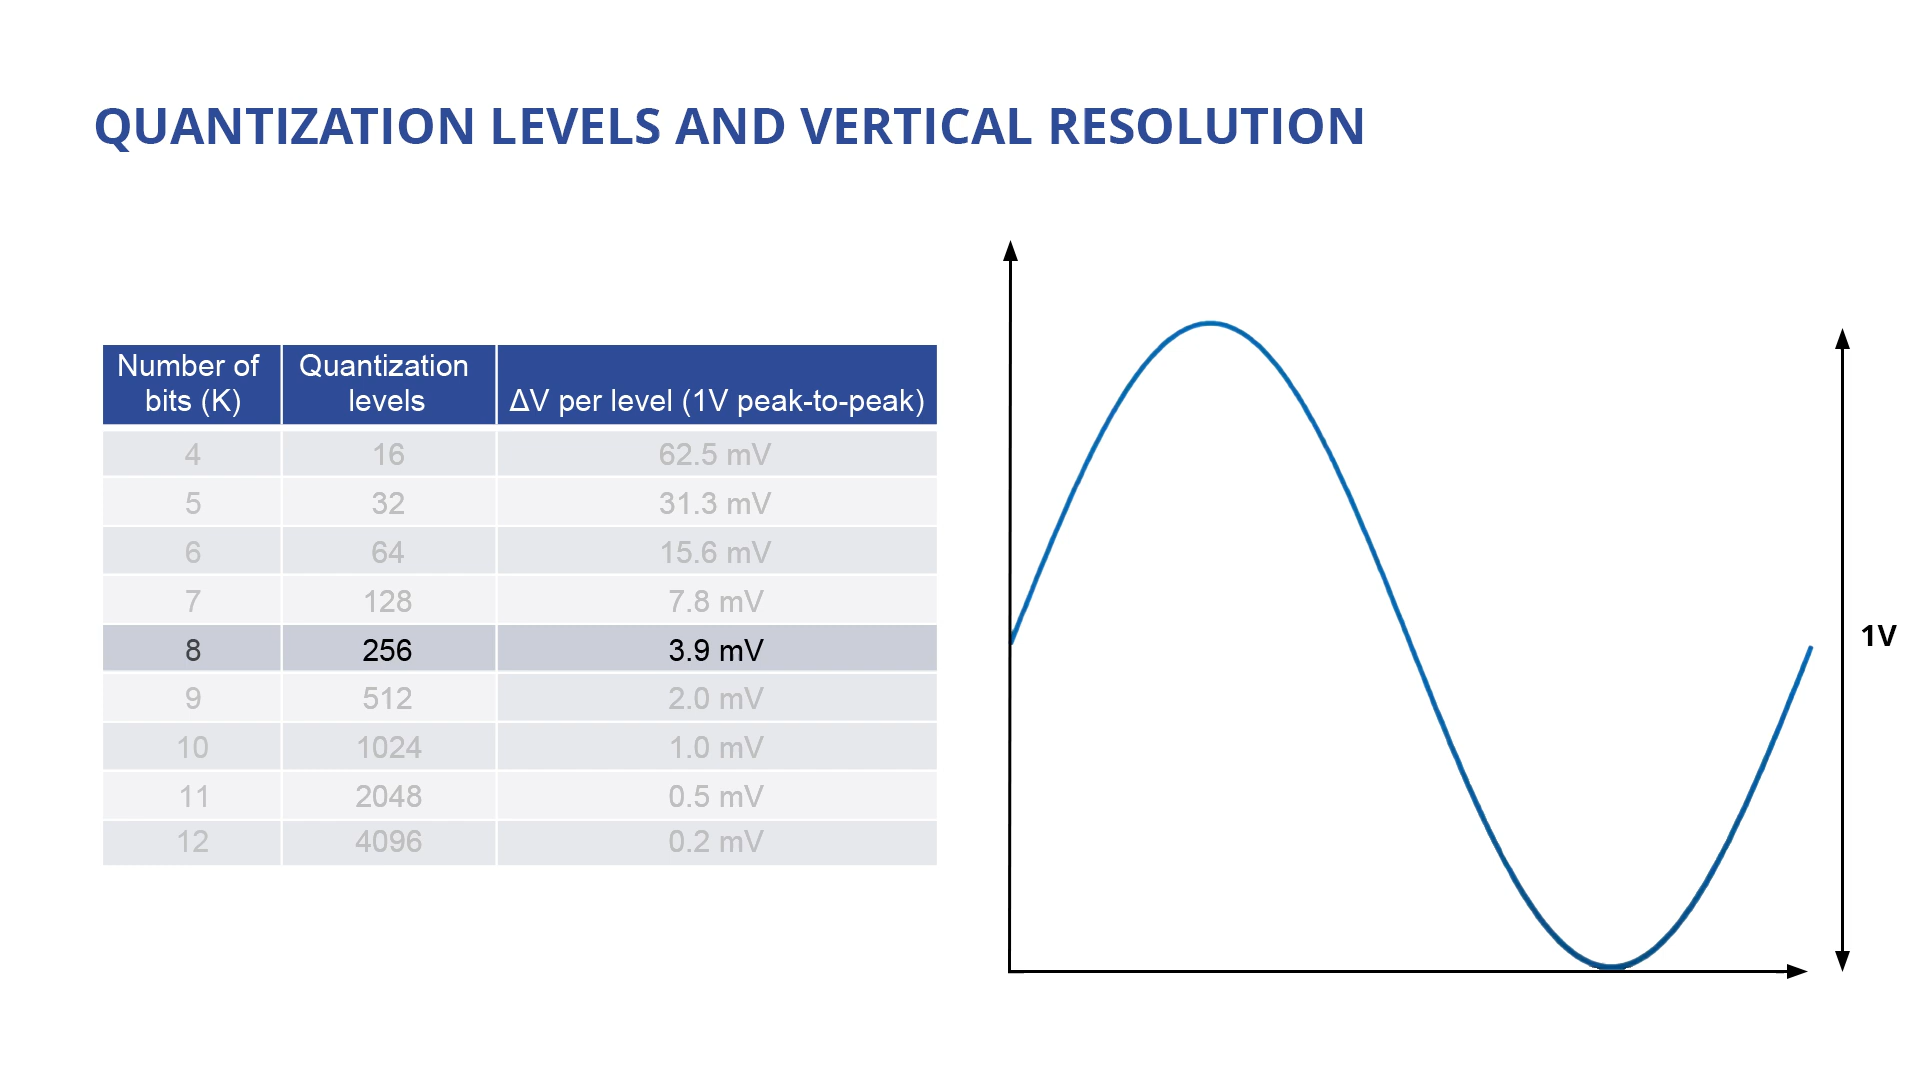 QUANTIZATION LEVELS AND VERTICAL RESOLUTION
Number of bits (K) Quantization levels ΔV per level (1V peak-to-peak)
4 16 62.5 mV
5 32 31.3 mV
6 64 15.6 mV
7 128 7.8 mV
8 256 3.9 mV
9 512 2.0 mV
10 1024 1.0 mV
11 2048 0.5 mV
12 4096 0.2 mV
1V